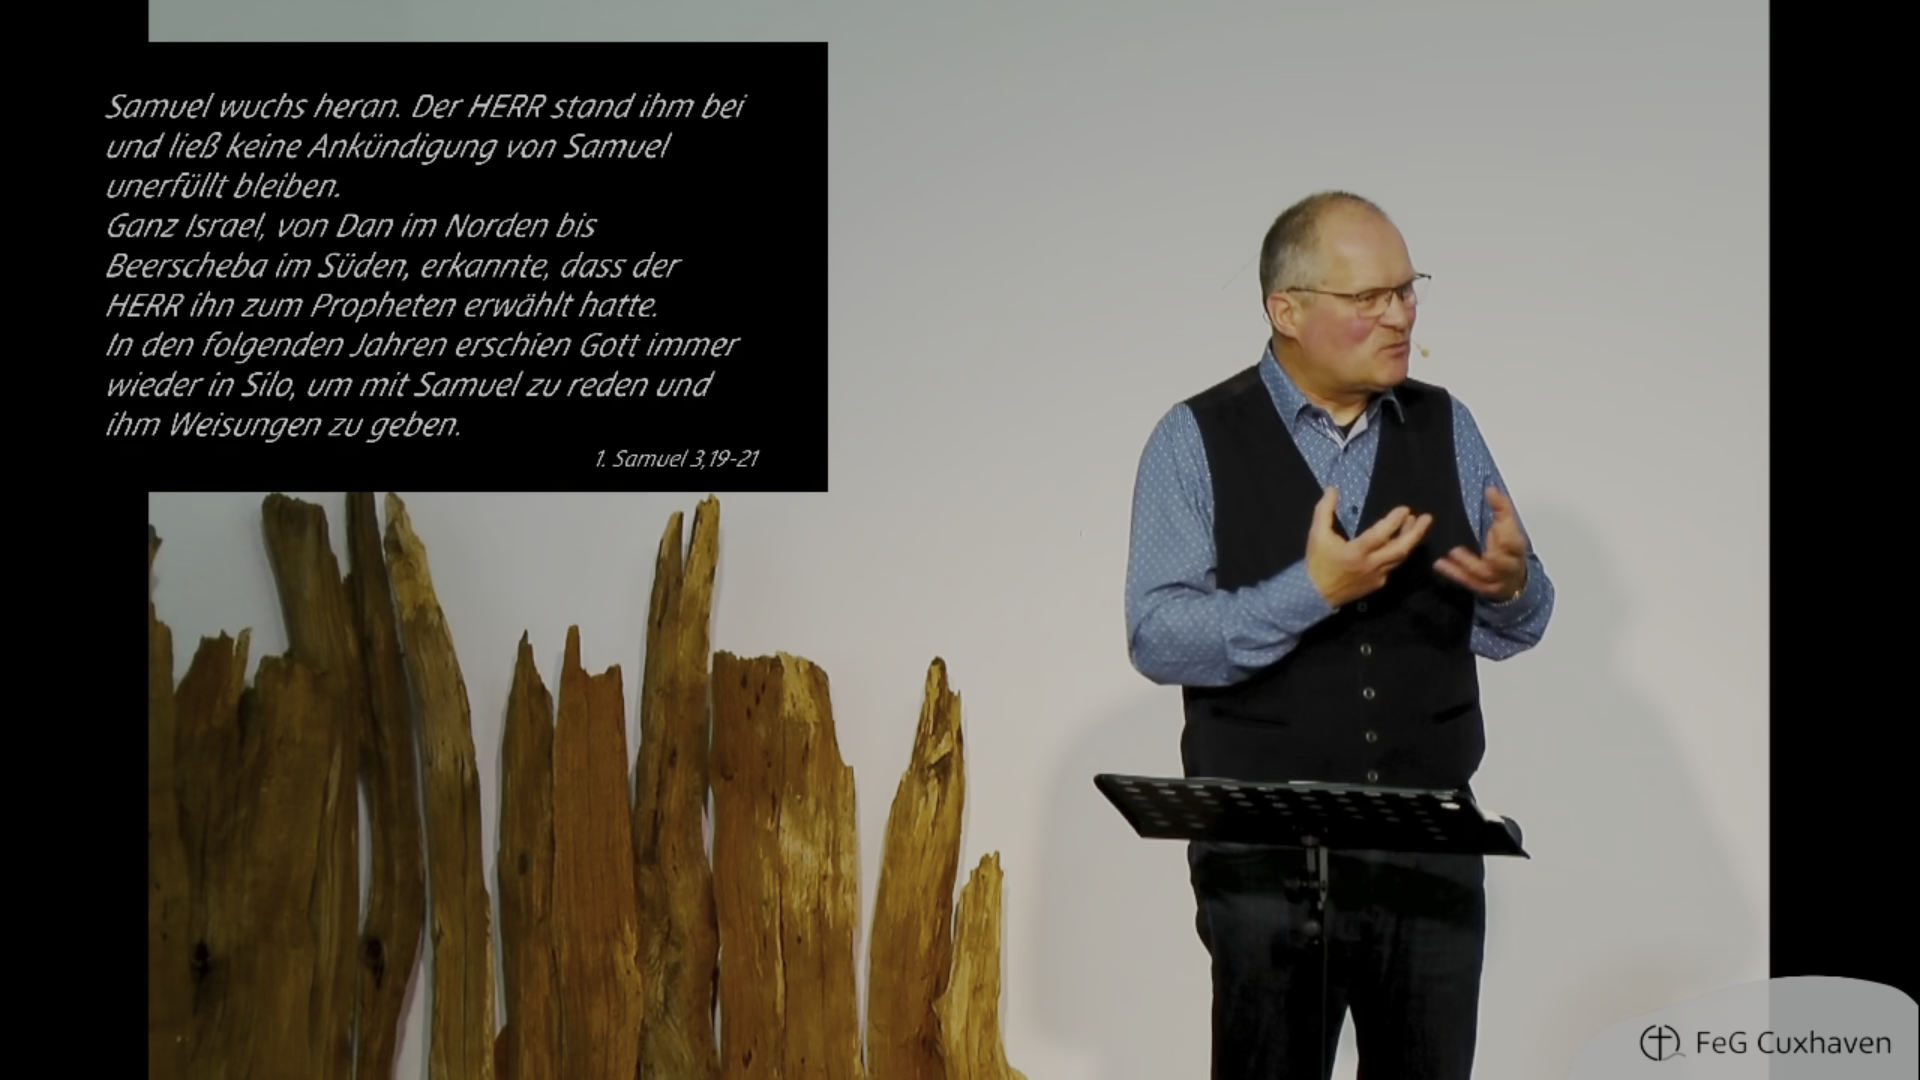 Samuel wuchs heran. Der HERR stand ihm bei
und ließ keine Ankündigung von Samuel
unerfüllt bleiben.
Ganz Israel, von Dan im Norden bis
Beerscheba im Süden, erkannte, dass der
HERR ihn zum Propheten erwählt hatte.
In den folgenden Jahren erschien Gott immer
wieder in Silo, um mit Samuel zu reden und
ihm Weisungen zu geben.
1. Samuel 3,19-21
FeG Cuxhaven